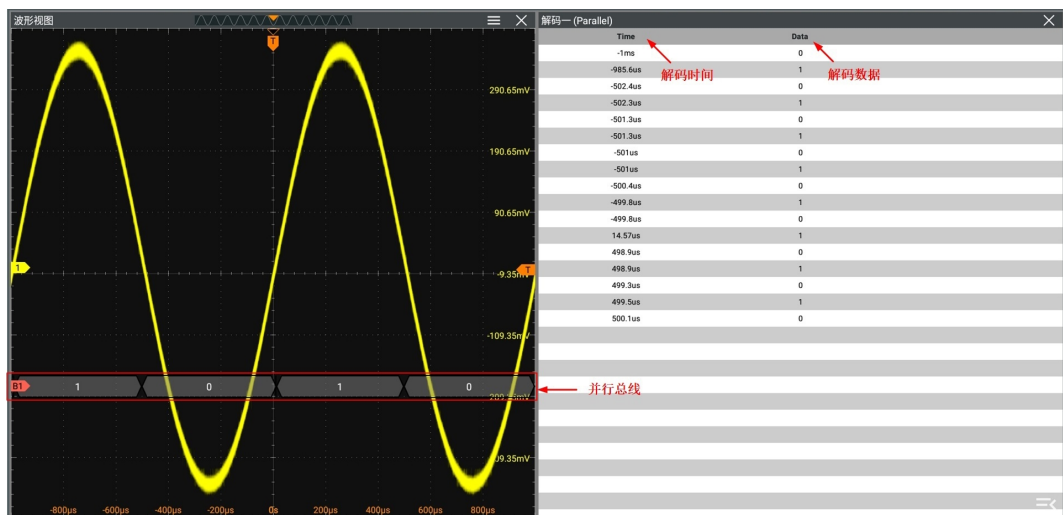 波形视图
T
290.65mV
190.65mV
90.65mV
1
-9.35mV
T
-109.35mV
B1
1
0
1
0
-800μs
-600μs
-400μs
-200μs
0s
200μs
400μs
600μs
800μs
解码一 (Parallel)
Time Data
-1ms 0
-985.6us 1
-502.4us 0
-502.3us 1
-501.3us 0
-501.3us 1
-501us 0
-501us 1
-500.4us 0
-499.8us 1
-499.8us 0
14.57us 1
498.9us 0
498.9us 1
499.3us 0
499.5us 1
500.1us 0
解码时间
解码数据
并行总线